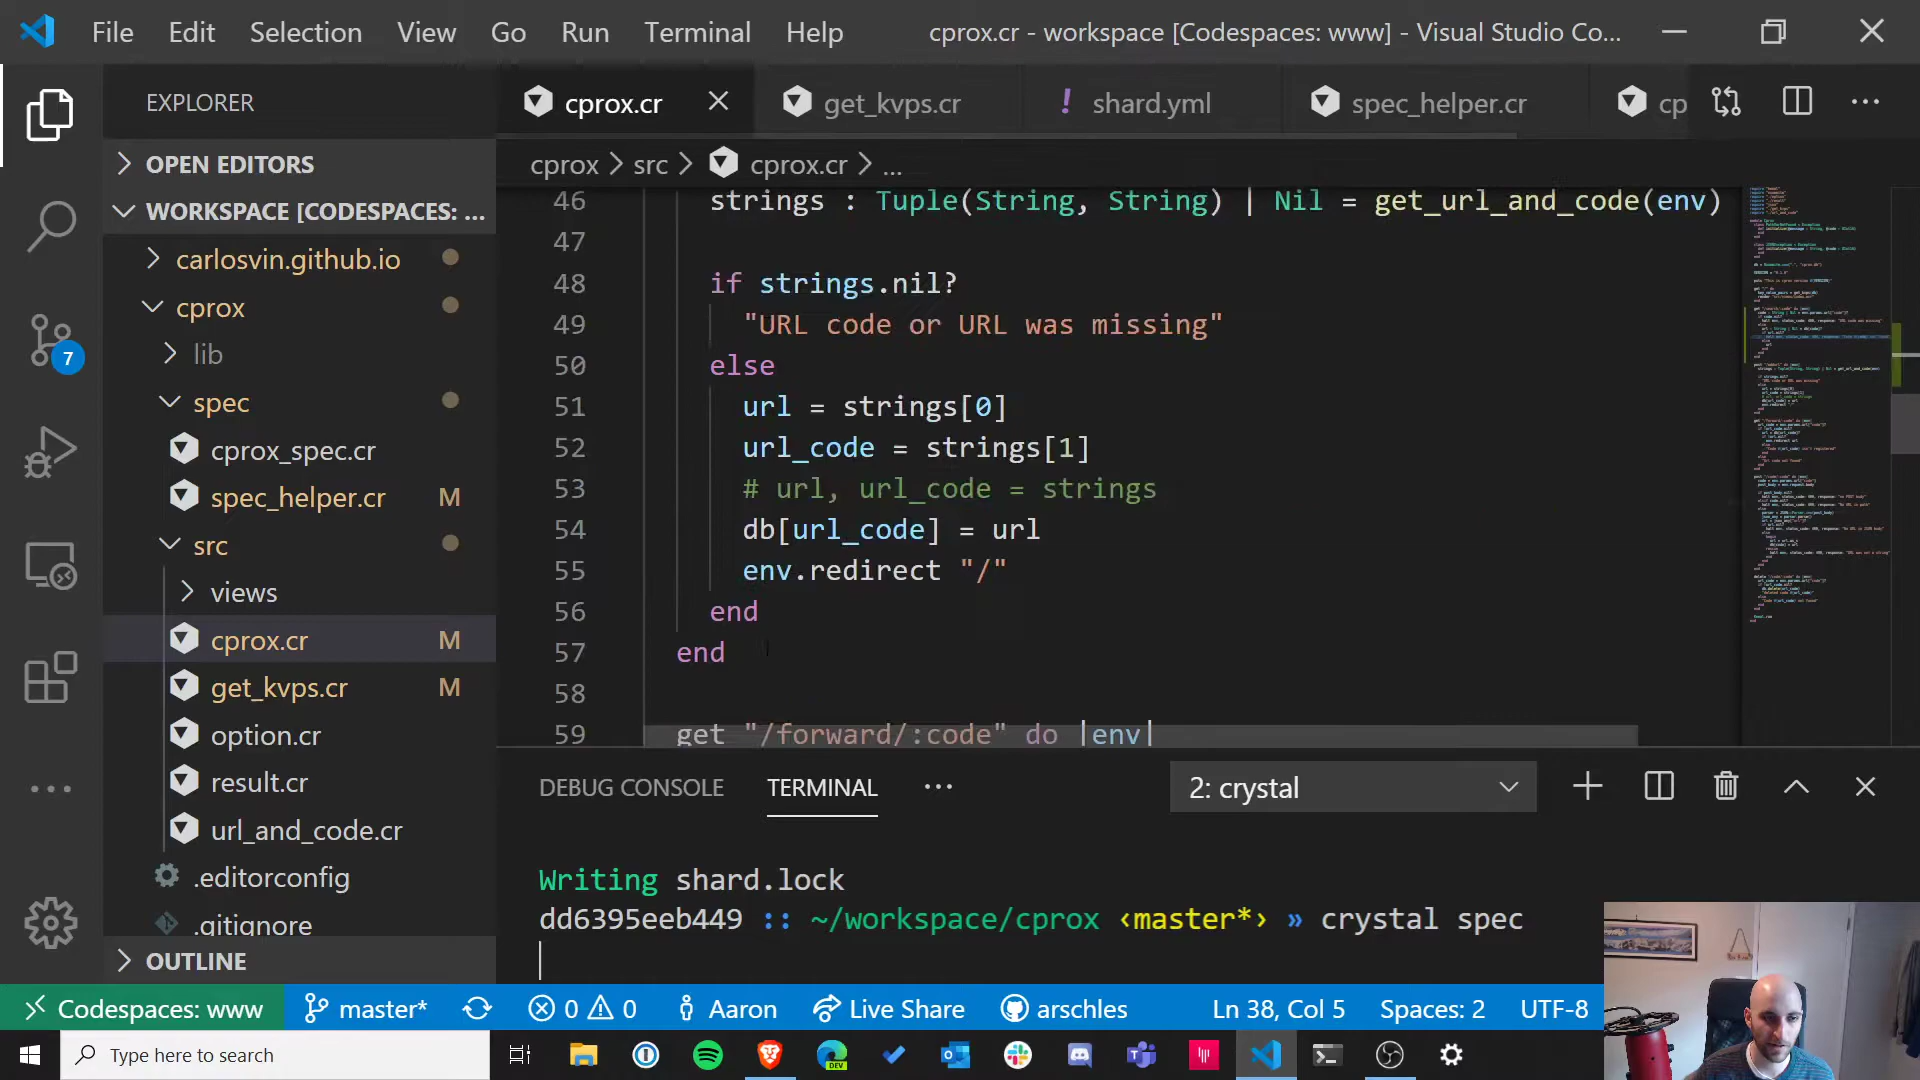 File Edit Selection View Go Run Terminal Help cprox.cr - workspace [Codespaces: www] - Visual Studio Co...
EXPLORER
OPEN EDITORS
WORKSPACE [CODESPACES: ...
carlosvin.github.io
cprox
lib
spec
cprox_spec.cr
spec_helper.cr M
src
views
cprox.cr M
get_kvps.cr M
option.cr
result.cr
url_and_code.cr
.editorconfig
.gitignore
OUTLINE
7
cprox.cr get_kvps.cr ! shard.yml spec_helper.cr cp
cprox > src > cprox.cr > ...
46 strings : Tuple(String, String) | Nil = get_url_and_code(env)
47
48 if strings.nil?
49 "URL code or URL was missing"
50 else
51 url = strings[0]
52 url_code = strings[1]
53 # url, url_code = strings
54 db[url_code] = url
55 env.redirect "/"
56 end
57 end
58
59 get "/forward/:code" do |env|
DEBUG CONSOLE TERMINAL ... 2: crystal
Writing shard.lock
dd6395eeb449 :: ~/workspace/cprox ‹master*› » crystal spec
Codespaces: www master* 0 0 Aaron Live Share arschles Ln 38, Col 5 Spaces: 2 UTF-8
Type here to search
DEV